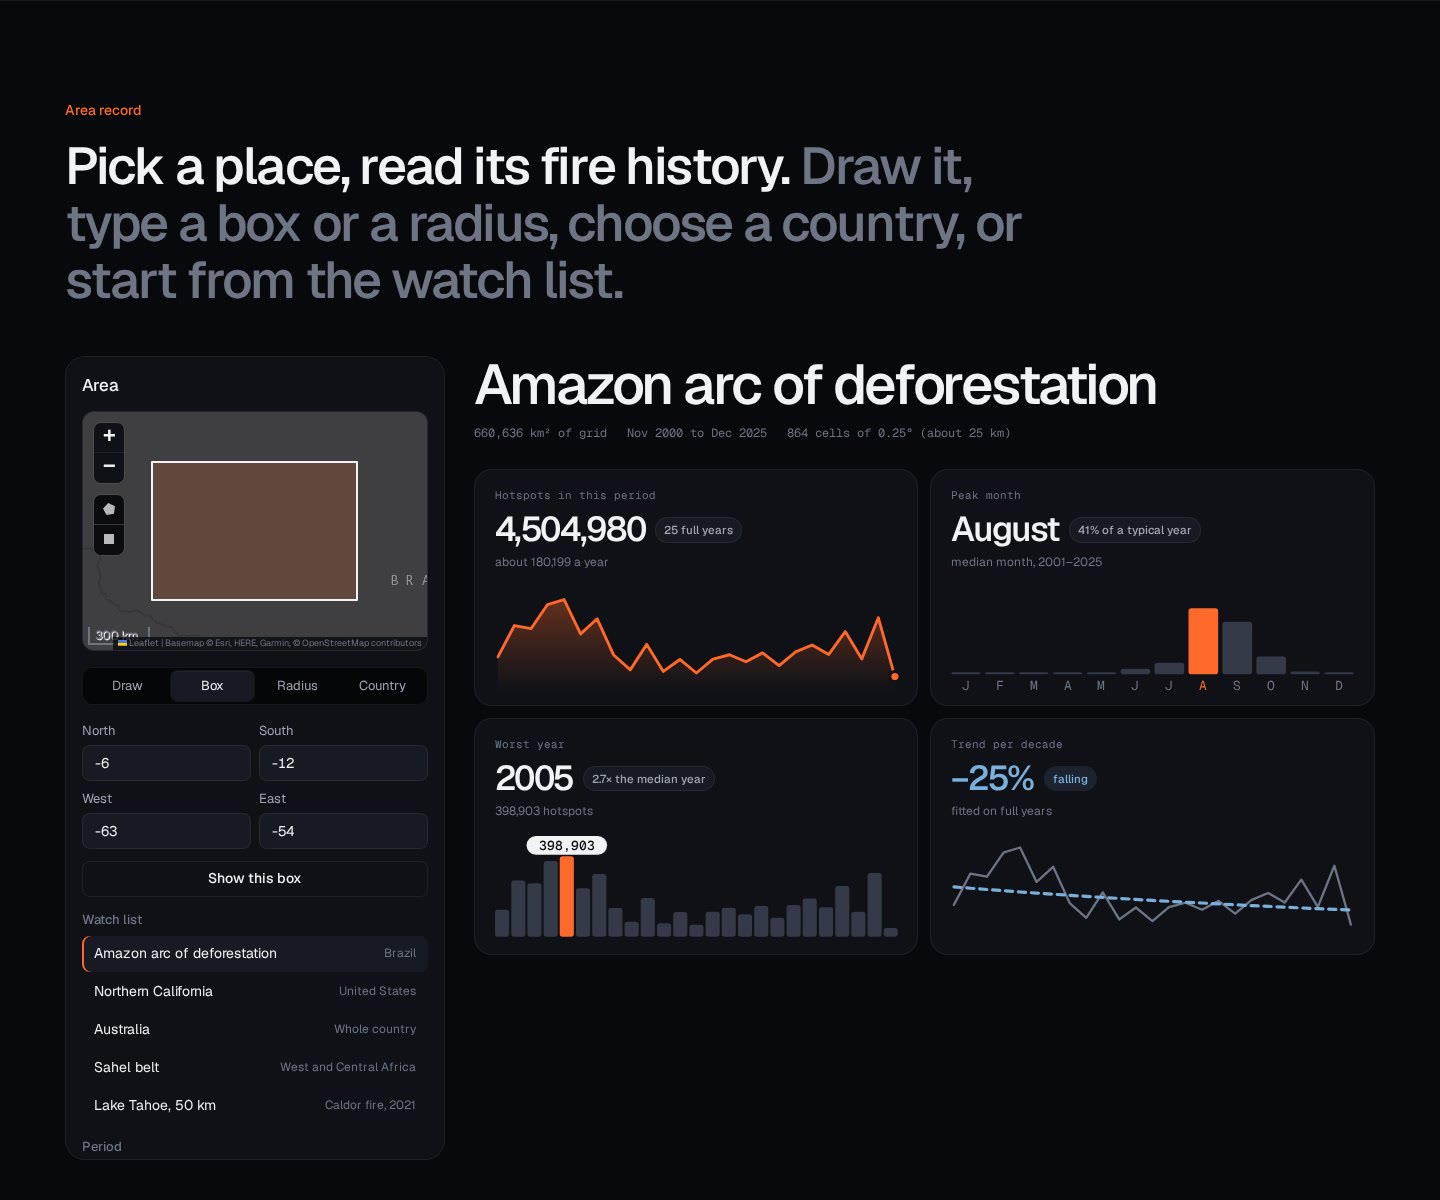 Area record
Pick a place, read its fire history. Draw it,
type a box or a radius, choose a country, or
start from the watch list.
Area
+
−
B R A
300 km
Leaflet | Basemap © Esri, HERE, Garmin, © OpenStreetMap contributors
Draw Box Radius Country
North South
-6 -12
West East
-63 -54
Show this box
Watch list
Amazon arc of deforestation Brazil
Northern California United States
Australia Whole country
Sahel belt West and Central Africa
Lake Tahoe, 50 km Caldor fire, 2021
Period
Amazon arc of deforestation
660,636 km² of grid Nov 2000 to Dec 2025 864 cells of 0.25° (about 25 km)
Hotspots in this period
4,504,980 25 full years
about 180,199 a year
Peak month
August 41% of a typical year
median month, 2001–2025
J F M A M J J A S O N D
Worst year
2005 2.7× the median year
398,903 hotspots
398,903
Trend per decade
−25% falling
fitted on full years